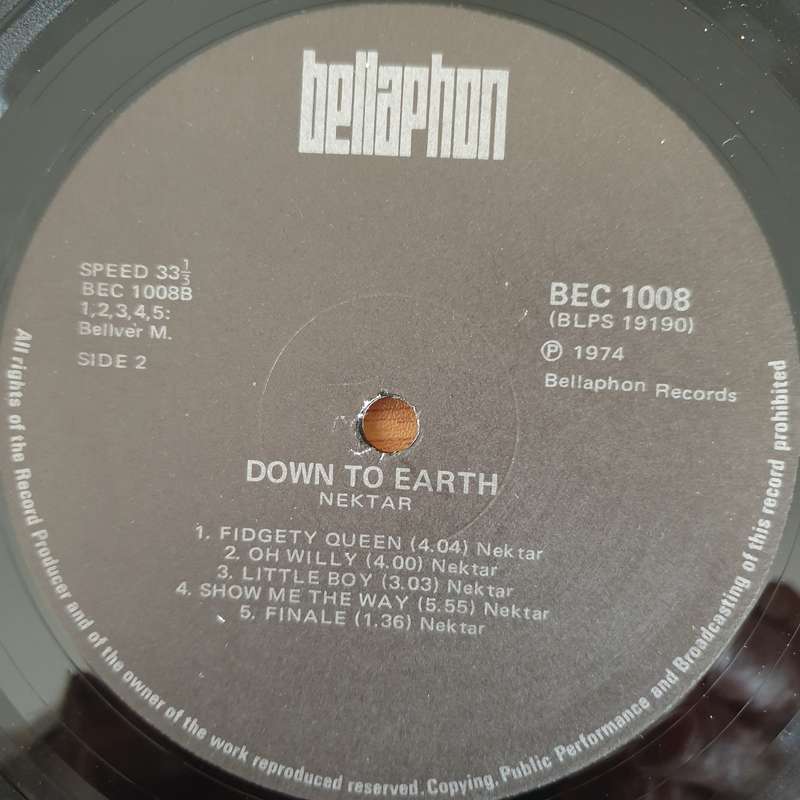 bellaphon
SPEED 33⅓
BEC 1008B
1,2,3,4,5:
Bellver M.
SIDE 2
BEC 1008
(BLPS 19190)
Ⓟ 1974
Bellaphon Records
DOWN TO EARTH
NEKTAR
1. FIDGETY QUEEN (4.04) Nektar
2. OH WILLY (4.00) Nektar
3. LITTLE BOY (3.03) Nektar
4. SHOW ME THE WAY (5.55) Nektar
5. FINALE (1.36) Nektar
All rights of the Record Producer and of the owner of the work reproduced reserved. Copying, Public Performance and Broadcasting of this record prohibited